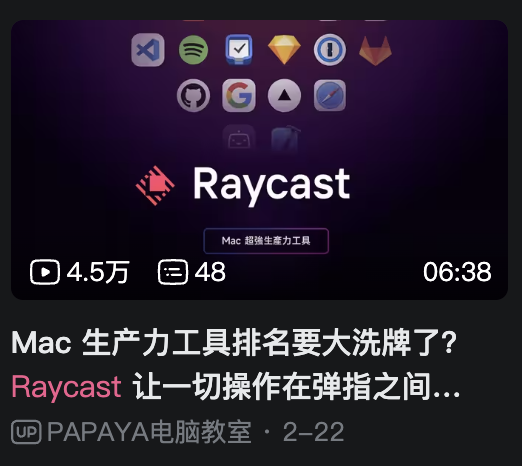 Raycast
Mac 超強生産力工具
4.5万 48 06:38
Mac 生产力工具排名要大洗牌了?
Raycast 让一切操作在弹指之间...
UP PAPAYA电脑教室 · 2-22